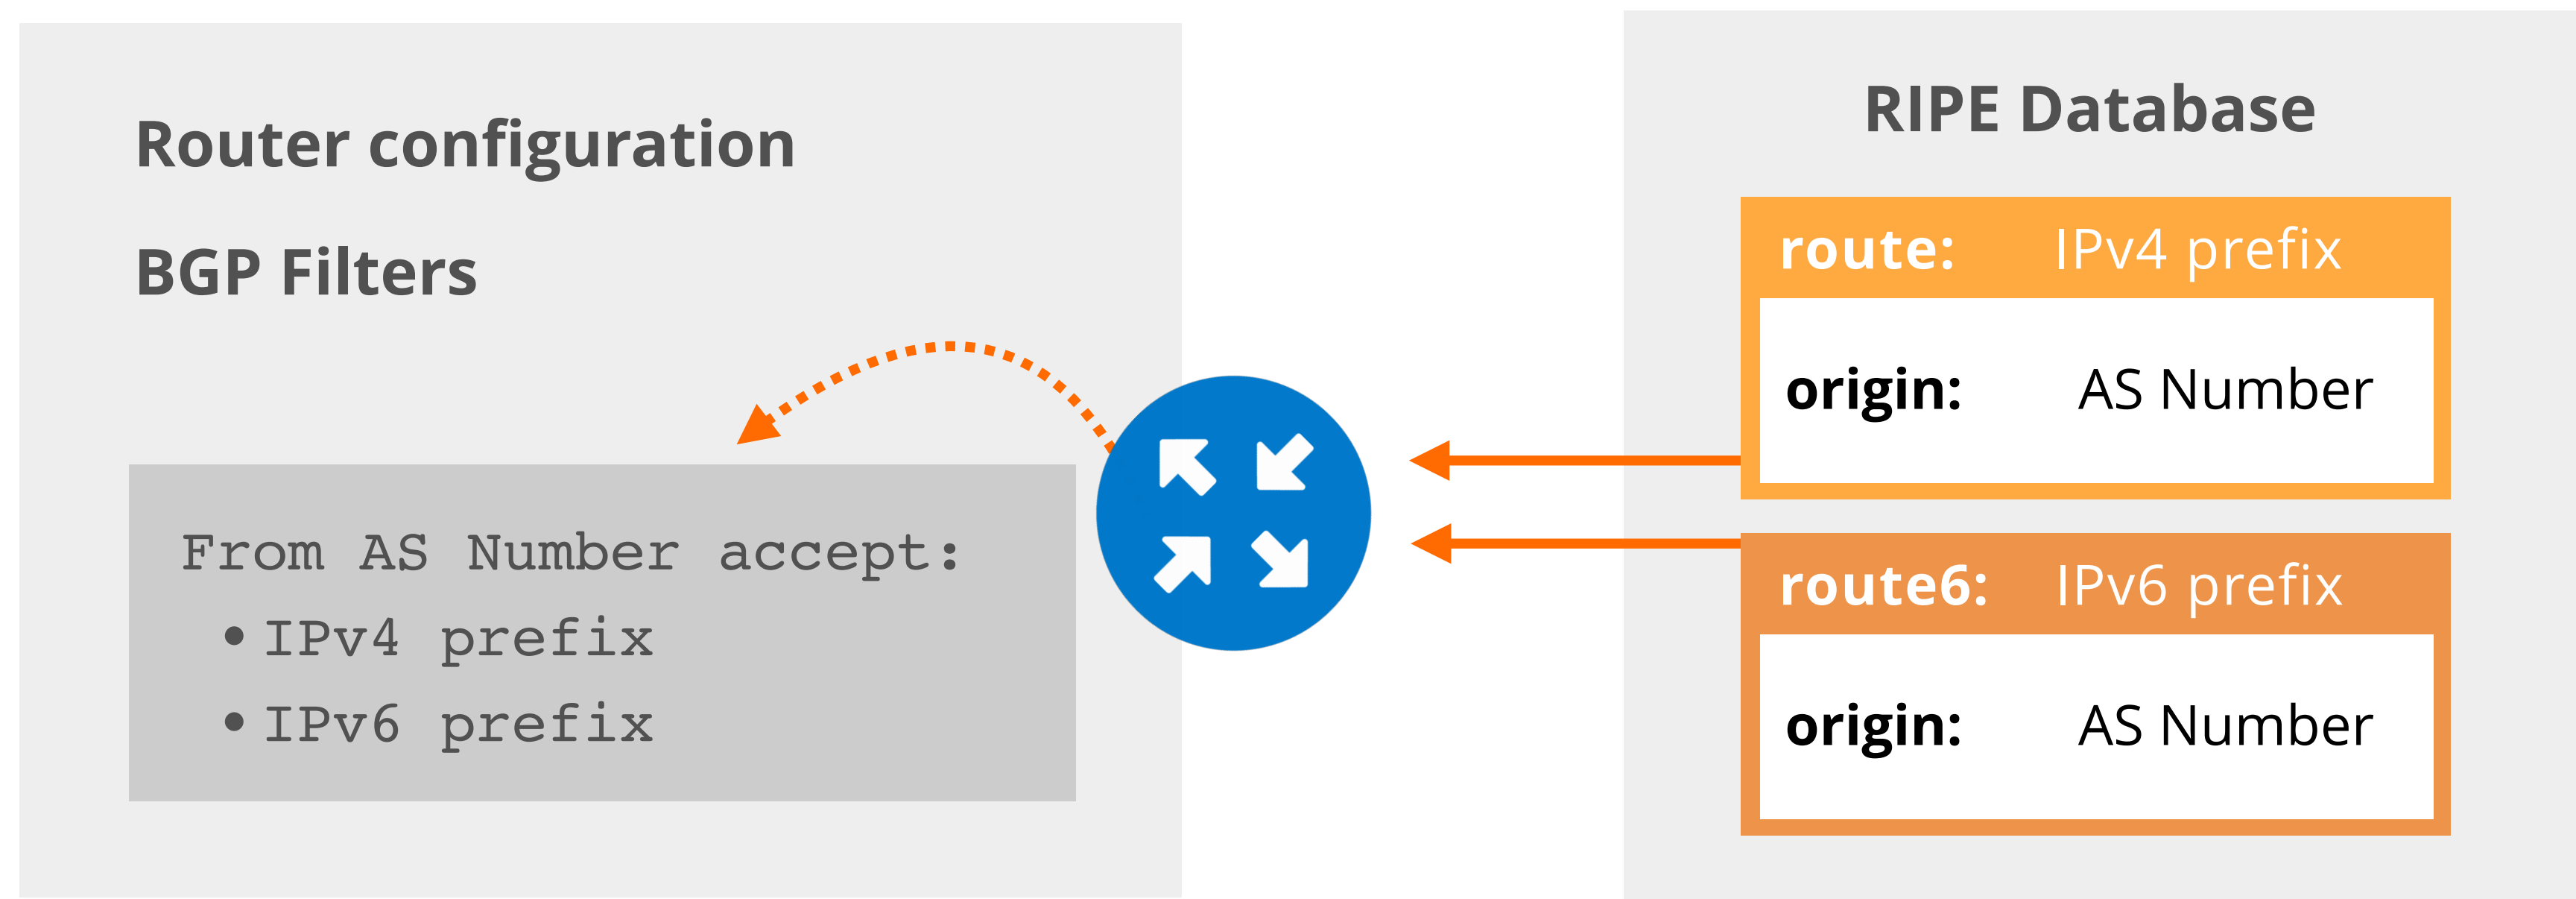 Router configuration
BGP Filters
From AS Number accept:
• IPv4 prefix
• IPv6 prefix
RIPE Database
route: IPv4 prefix
origin: AS Number
route6: IPv6 prefix
origin: AS Number